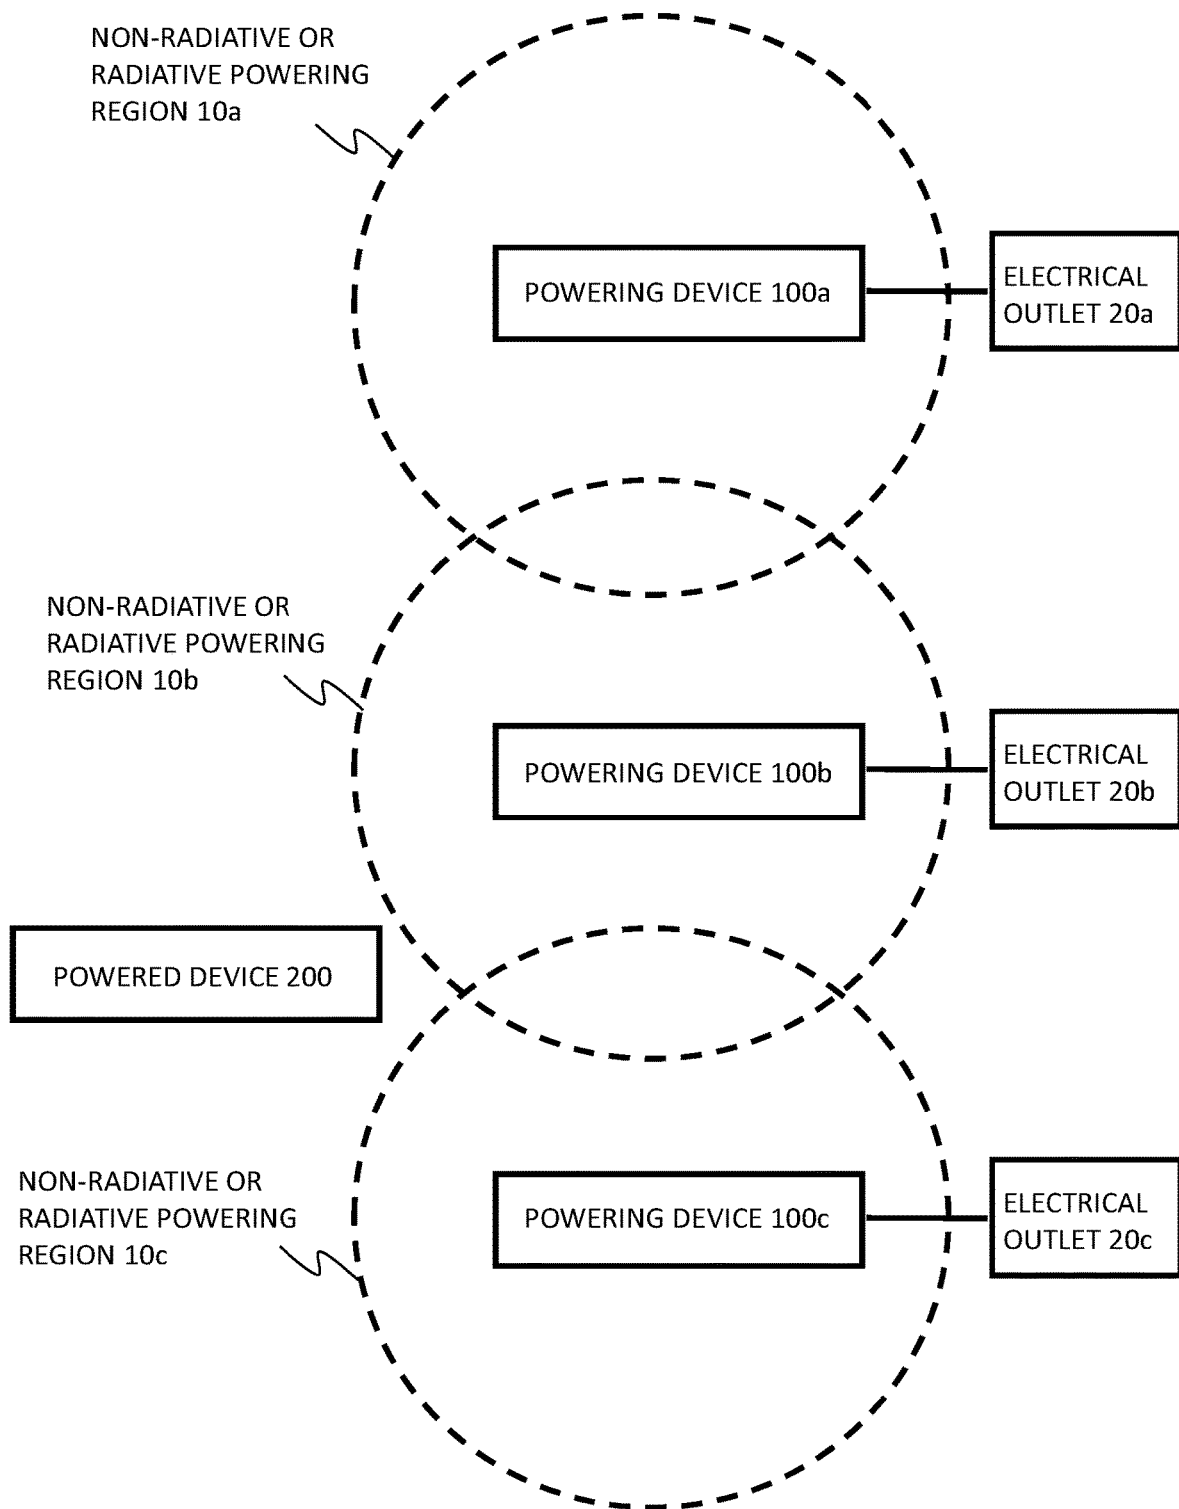 NON-RADIATIVE OR
RADIATIVE POWERING
REGION 10a
POWERING DEVICE 100a
ELECTRICAL
OUTLET 20a
NON-RADIATIVE OR
RADIATIVE POWERING
REGION 10b
POWERING DEVICE 100b
ELECTRICAL
OUTLET 20b
POWERED DEVICE 200
NON-RADIATIVE OR
RADIATIVE POWERING
REGION 10c
POWERING DEVICE 100c
ELECTRICAL
OUTLET 20c